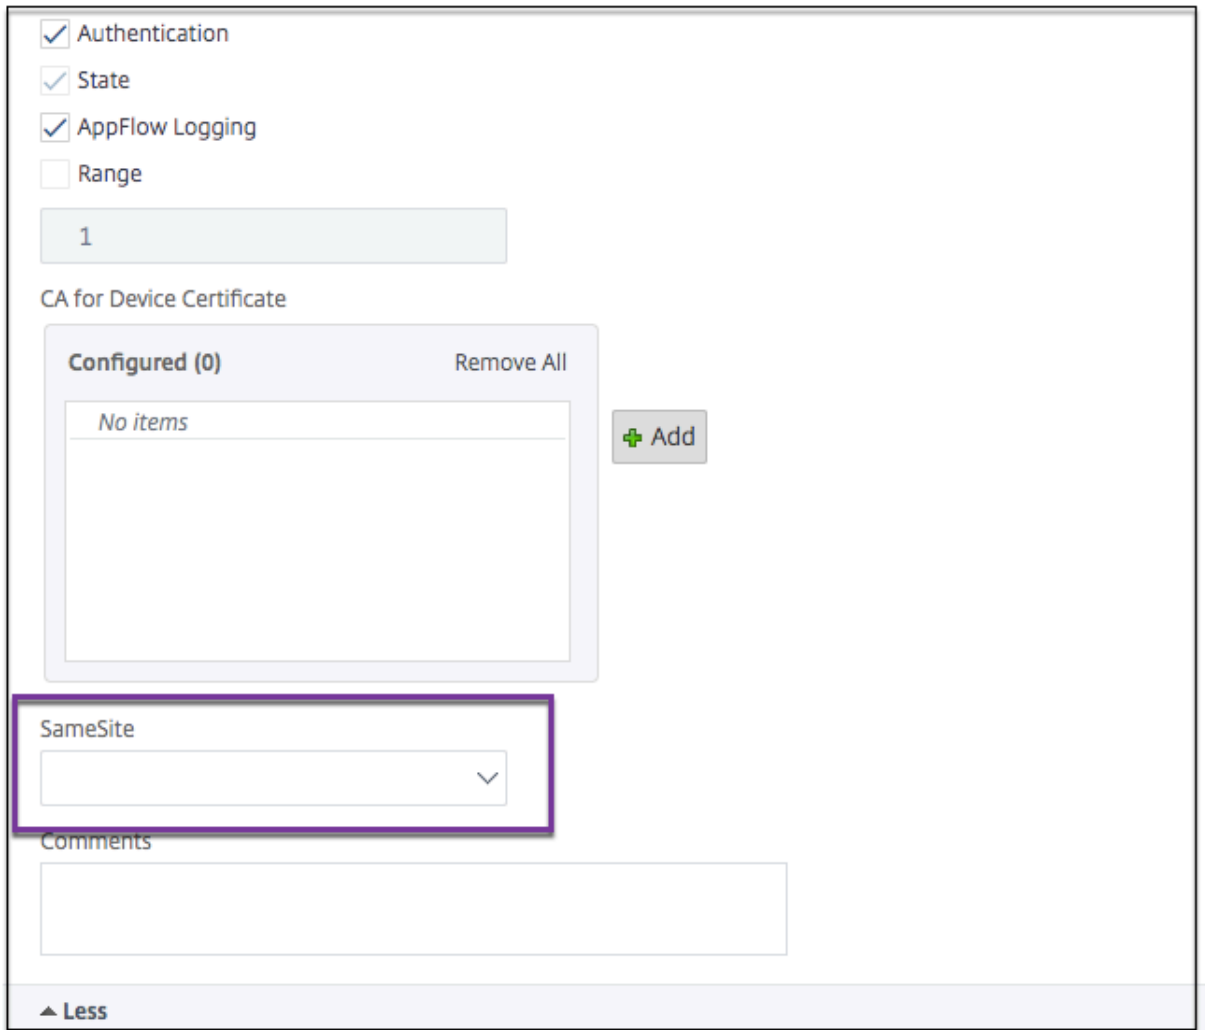 Authentication
State
AppFlow Logging
Range
1
CA for Device Certificate
Configured (0) Remove All
No items
Add
SameSite
Comments
Less